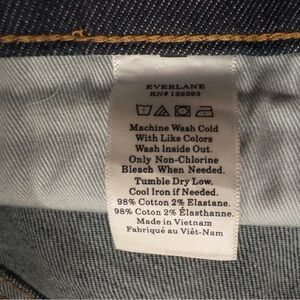 EVERLANE
RN# 139393
Machine Wash Cold
With Like Colors
Wash Inside Out.
Only Non-Chlorine
Bleach When Needed.
Tumble Dry Low.
Cool Iron if Needed.
98% Cotton 2% Elastane.
98% Coton 2% Élasthanne.
Made in Vietnam
Fabriqué au Viêt-Nam